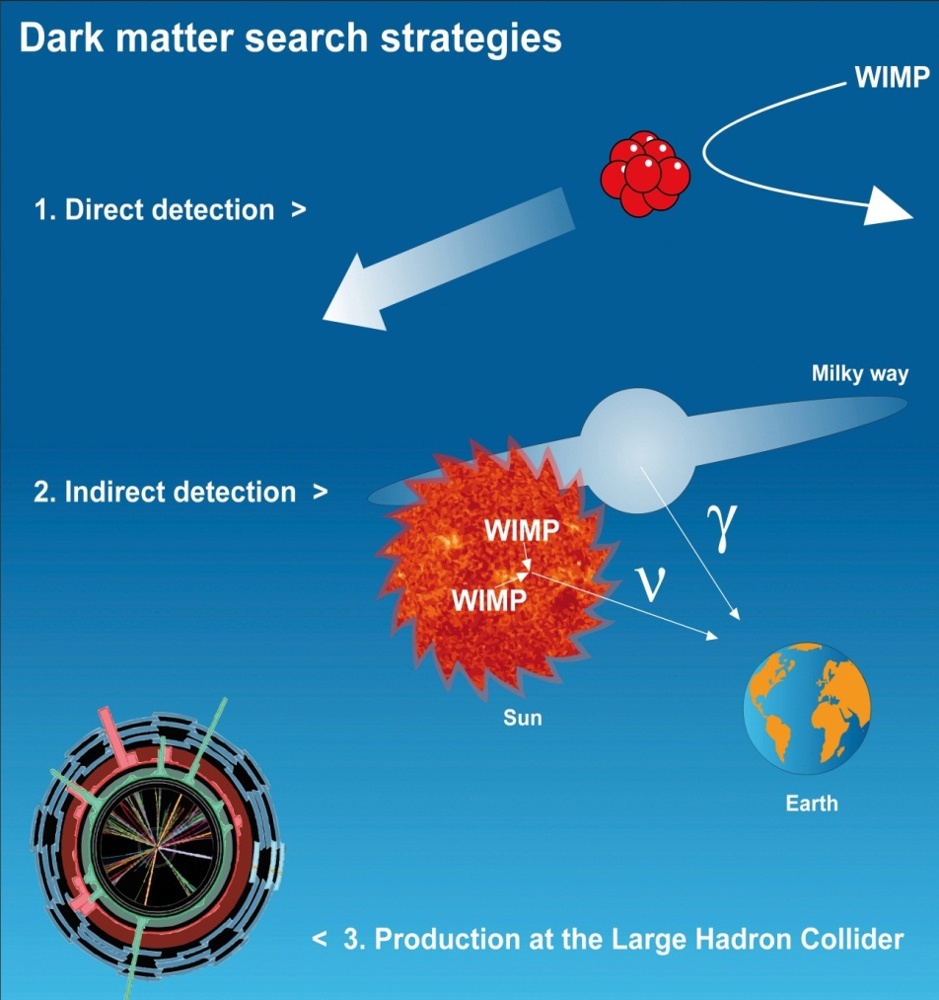 Dark matter search strategies
WIMP
1. Direct detection >
Milky way
2. Indirect detection >
WIMP
γ
WIMP
ν
Sun
Earth
< 3. Production at the Large Hadron Collider